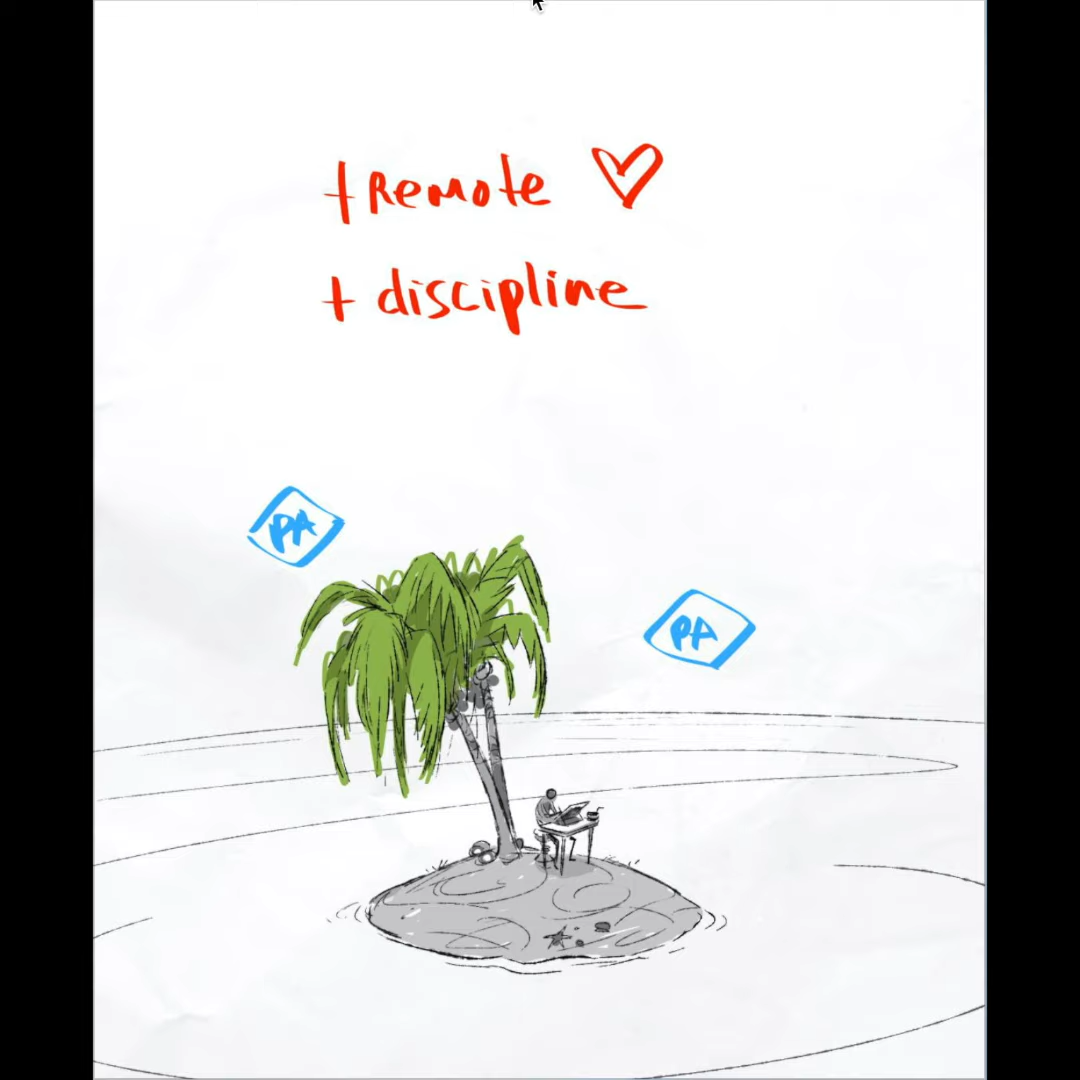 + Remote ♡
+ discipline
PA
PA